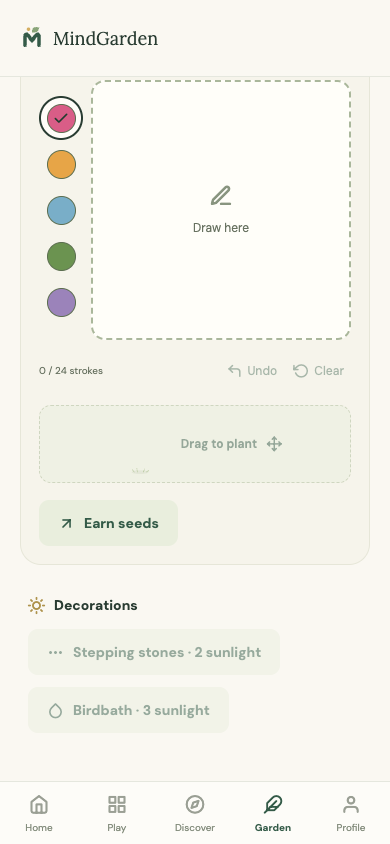 MindGarden
Draw here
0 / 24 strokes
Undo
Clear
Drag to plant
Earn seeds
Decorations
Stepping stones · 2 sunlight
Birdbath · 3 sunlight
Home
Play
Discover
Garden
Profile